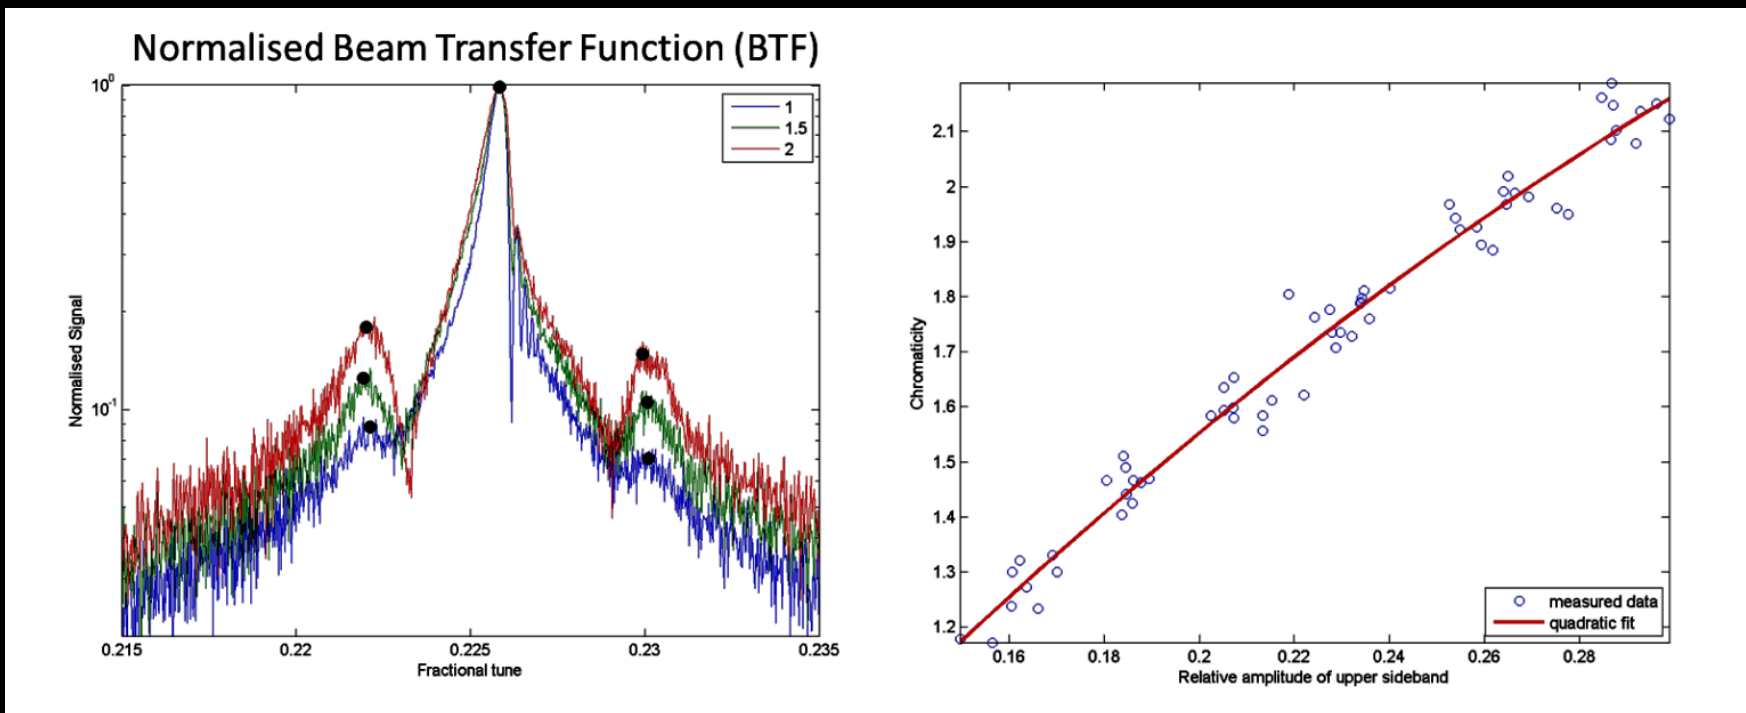 Normalised Beam Transfer Function (BTF)
10⁰
10⁻¹
Normalised Signal
1
1.5
2
0.215 0.22 0.225 0.23 0.235
Fractional tune
2.1
2
1.9
1.8
1.7
1.6
1.5
1.4
1.3
1.2
Chromaticity
measured data
quadratic fit
0.16 0.18 0.2 0.22 0.24 0.26 0.28
Relative amplitude of upper sideband